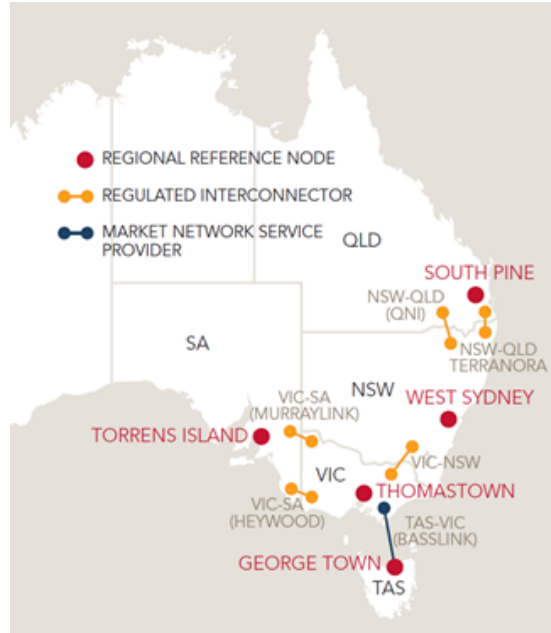 REGIONAL REFERENCE NODE
REGULATED INTERCONNECTOR
MARKET NETWORK SERVICE
PROVIDER
QLD
SOUTH PINE
NSW-QLD
(QNI)
NSW-QLD
TERRANORA
SA
NSW
VIC-SA
(MURRAYLINK)
WEST SYDNEY
TORRENS ISLAND
VIC
VIC-NSW
THOMASTOWN
VIC-SA
(HEYWOOD)
TAS-VIC
(BASSLINK)
GEORGE TOWN
TAS